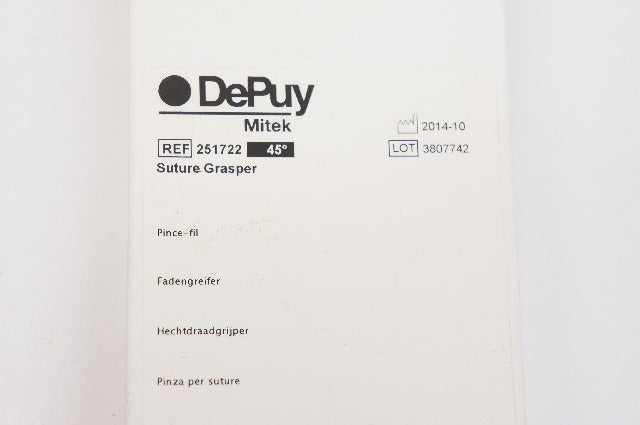 DePuy
Mitek
2014-10
REF 251722 45°
LOT 3807742
Suture Grasper
Pince-fil
Fadengreifer
Hechtdraadgrijper
Pinza per suture